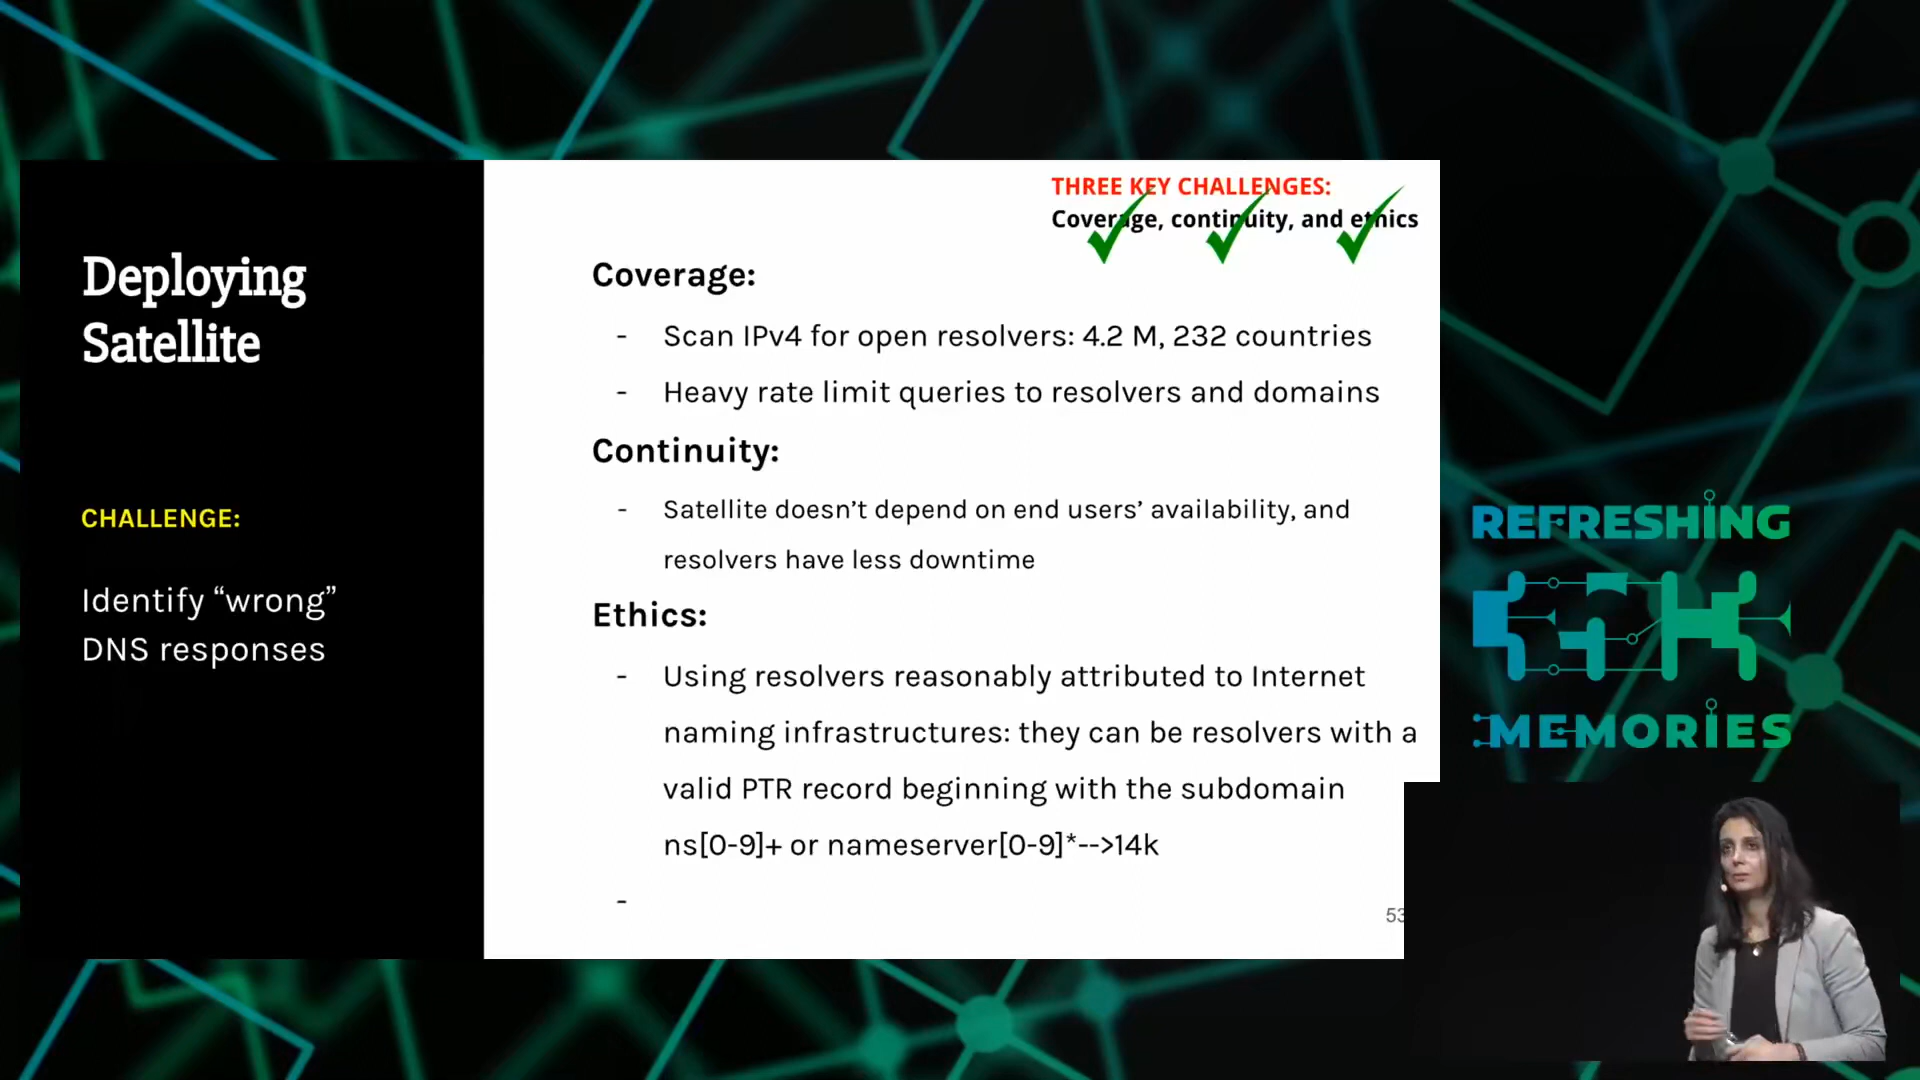 THREE KEY CHALLENGES:
Coverage, continuity, and ethics
Deploying
Satellite
CHALLENGE:
Identify “wrong”
DNS responses
Coverage:
- Scan IPv4 for open resolvers: 4.2 M, 232 countries
- Heavy rate limit queries to resolvers and domains
Continuity:
- Satellite doesn’t depend on end users’ availability, and
resolvers have less downtime
Ethics:
- Using resolvers reasonably attributed to Internet
naming infrastructures: they can be resolvers with a
valid PTR record beginning with the subdomain
ns[0-9]+ or nameserver[0-9]*-->14k
-
53
REFRESHING
MEMORIES